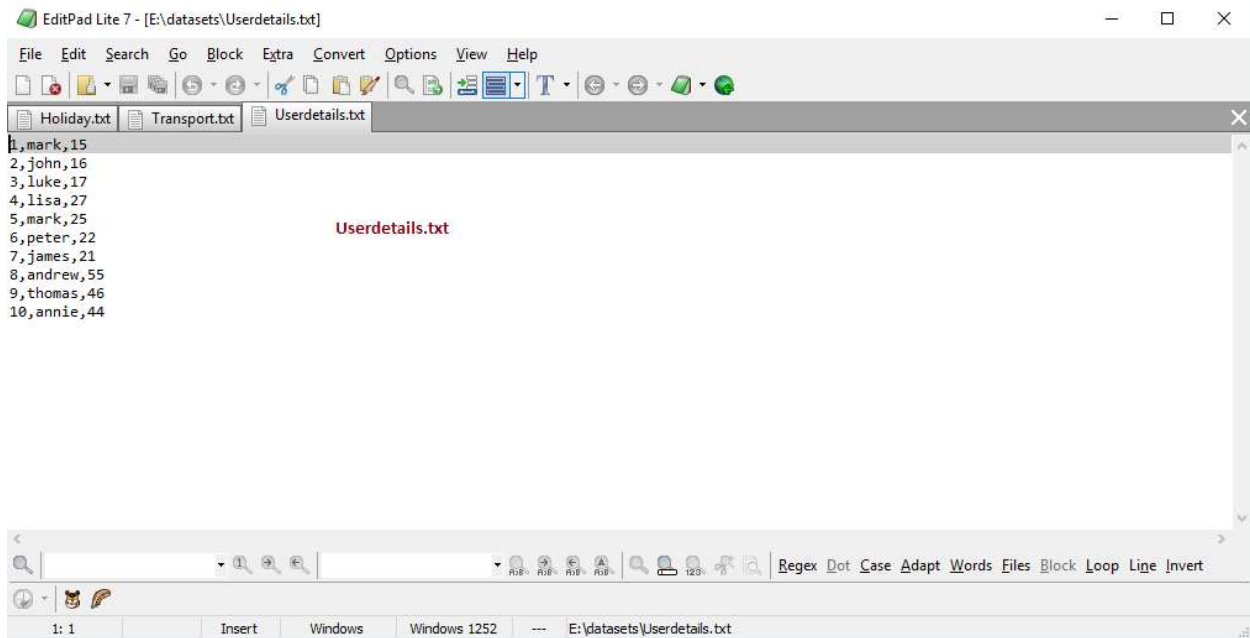 EditPad Lite 7 - [E:\datasets\Userdetails.txt]
File Edit Search Go Block Extra Convert Options View Help
Holiday.txt Transport.txt Userdetails.txt
1,mark,15
2,john,16
3,luke,17
4,lisa,27
5,mark,25
Userdetails.txt
6,peter,22
7,james,21
8,andrew,55
9,thomas,46
10,annie,44
Regex Dot Case Adapt Words Files Block Loop Line Invert
1: 1 Insert Windows Windows 1252 --- E:\datasets\Userdetails.txt